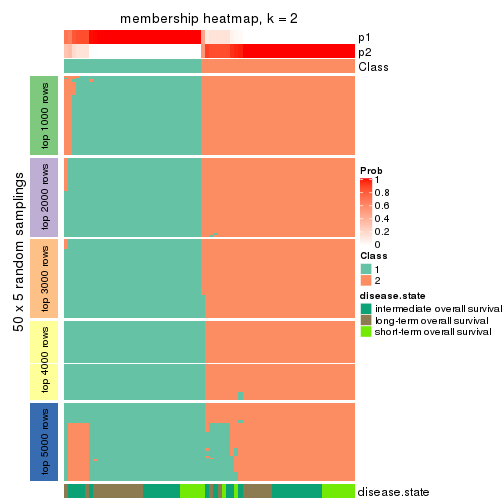 membership heatmap, k = 2
p1
p2
Class
50 x 5 random samplings
top 1000 rows
top 2000 rows
top 3000 rows
top 4000 rows
top 5000 rows
Prob
1
0.8
0.6
0.4
0.2
0
Class
1
2
disease.state
intermediate overall survival
long-term overall survival
short-term overall survival
disease.state